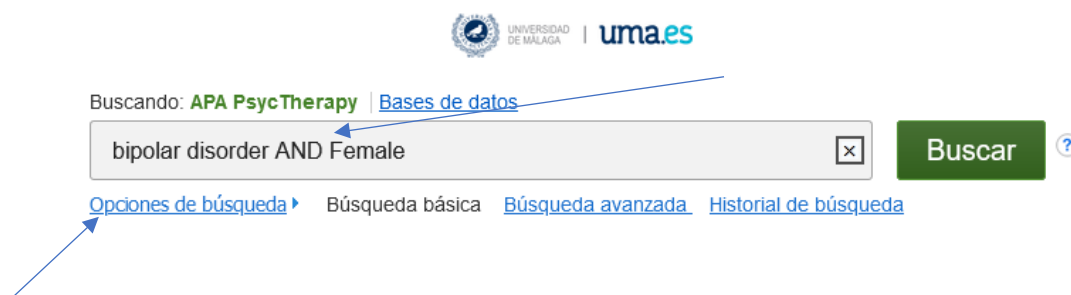 UNIVERSIDAD DE MÁLAGA | uma.es
Buscando: APA PsycTherapy | Bases de datos
bipolar disorder AND Female × Buscar ?
Opciones de búsqueda Búsqueda básica Búsqueda avanzada Historial de búsqueda